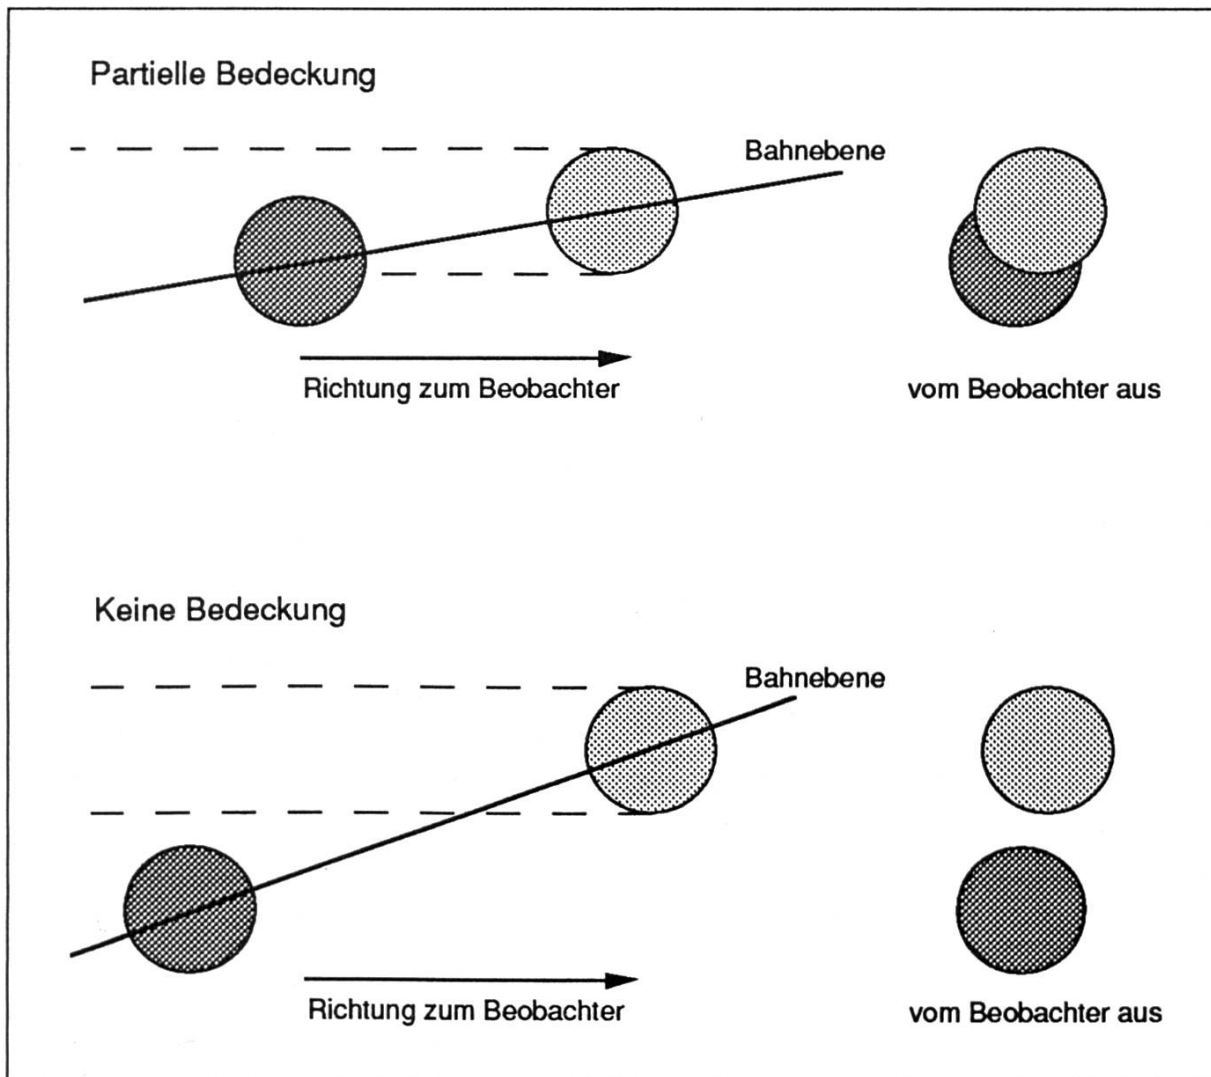 Partielle Bedeckung
Bahnebene
Richtung zum Beobachter
vom Beobachter aus
Keine Bedeckung
Bahnebene
Richtung zum Beobachter
vom Beobachter aus